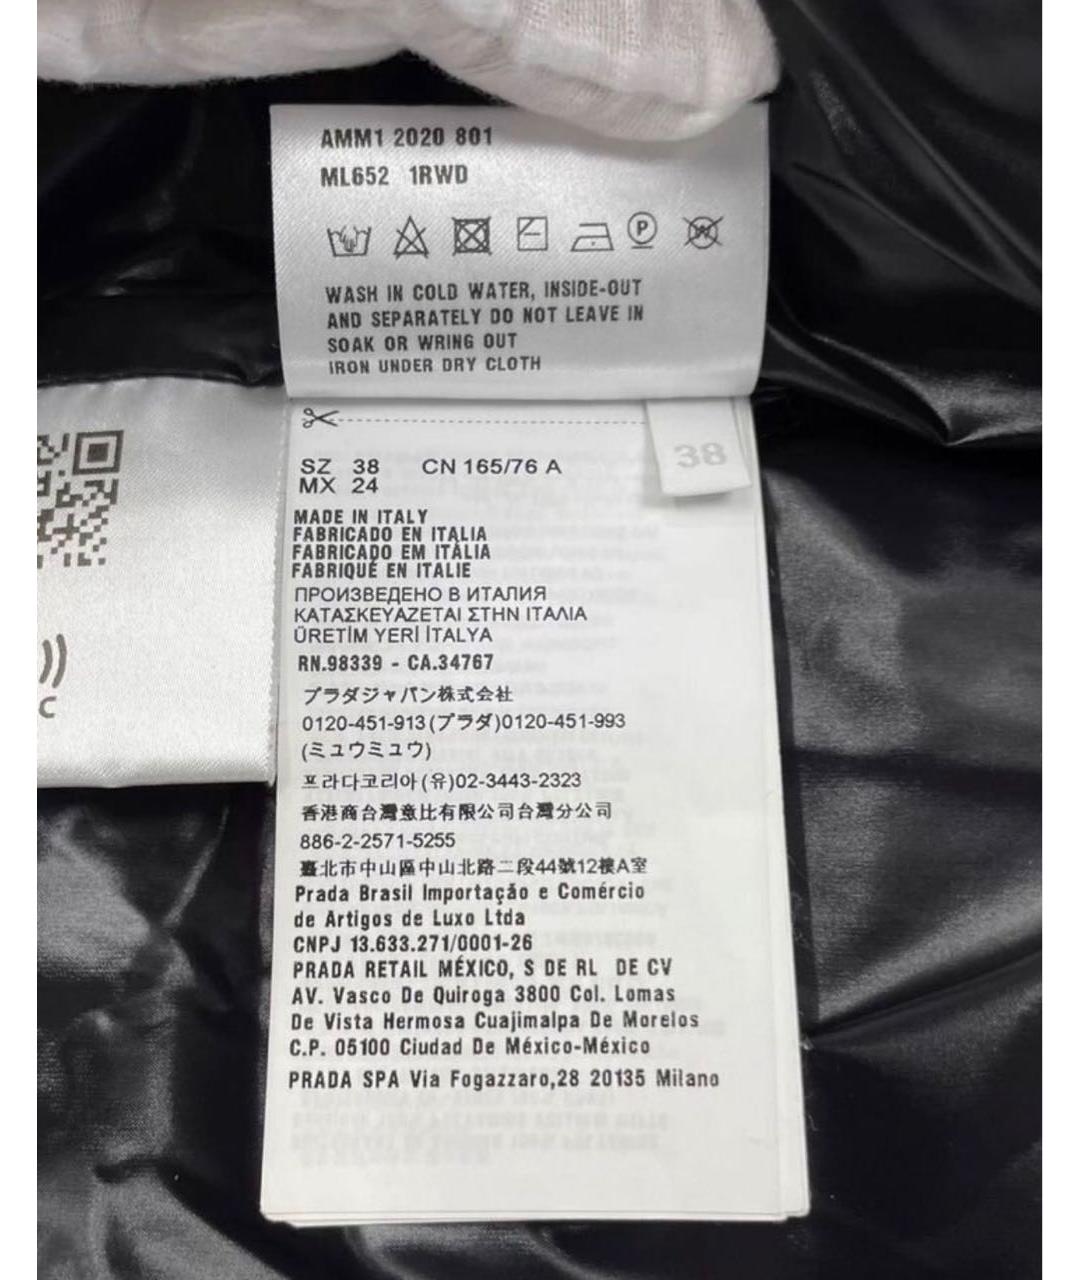 AMM1 2020 801
ML652 1RWD
P
W
WASH IN COLD WATER, INSIDE-OUT
AND SEPARATELY DO NOT LEAVE IN
SOAK OR WRING OUT
IRON UNDER DRY CLOTH
38
SZ 38 CN 165/76 A
MX 24
MADE IN ITALY
FABRICADO EN ITALIA
FABRICADO EM ITÁLIA
FABRIQUÉ EN ITALIE
ПРОИЗВЕДЕНО В ИТАЛИЯ
ΚΑΤΑΣΚΕΥΑΖΕΤΑΙ ΣΤΗΝ ΙΤΑΛΙΑ
ÜRETİM YERİ İTALYA
RN.98339 - CA.34767
プラダジャパン株式会社
0120-451-913(プラダ)0120-451-993
(ミュウミュウ)
프라다코리아(유)02-3443-2323
香港商台灣意比有限公司台灣分公司
886-2-2571-5255
臺北市中山區中山北路二段44號12樓A室
Prada Brasil Importação e Comércio
de Artigos de Luxo Ltda
CNPJ 13.633.271/0001-26
PRADA RETAIL MÉXICO, S DE RL DE CV
AV. Vasco De Quiroga 3800 Col. Lomas
De Vista Hermosa Cuajimalpa De Morelos
C.P. 05100 Ciudad De México-México
PRADA SPA Via Fogazzaro,28 20135 Milano